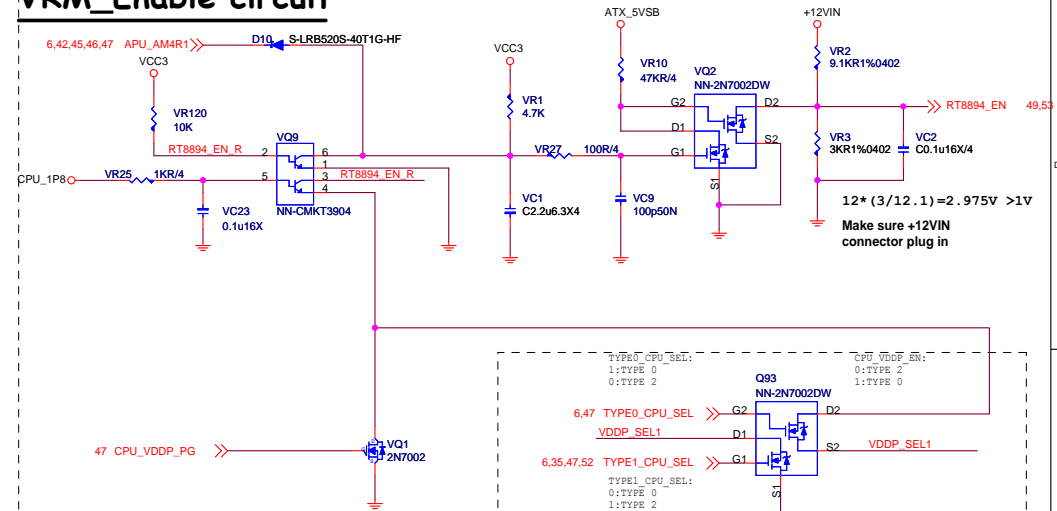 VRM_Enable circuit
ATX_5VSB
+12VIN
6,42,45,46,47 APU_AM4R1
D10
S-LRB520S-40T1G-HF
VCC3
VCC3
VR10
47KR/4
VQ2
NN-2N7002DW
VR2
9.1KR1%0402
VR120
10K
VR1
4.7K
G2
D2
RT8894_EN
49,53
VQ9
D1
S2
VR3
3KR1%0402
VC2
C0.1u16X/4
RT8894_EN_R
2
6
VR27
100R/4
G1
1
CPU_1P8
VR25
1KR/4
5
3
RT8894_EN_R
4
S1
VC23
0.1u16X
NN-CMKT3904
VC1
C2.2u6.3X4
VC9
100p50N
12*(3/12.1)=2.975V >1V
Make sure +12VIN
connector plug in
TYPE0_CPU_SEL:
1:TYPE 0
0:TYPE 2
CPU_VDDP_EN:
0:TYPE 2
1:TYPE 0
Q93
NN-2N7002DW
6,47 TYPE0_CPU_SEL
G2
D2
VDDP_SEL1
D1
S2
VDDP_SEL1
47 CPU_VDDP_PG
VQ1
2N7002
6,35,47,52 TYPE1_CPU_SEL
G1
TYPE1_CPU_SEL:
0:TYPE 0
1:TYPE 2
S1